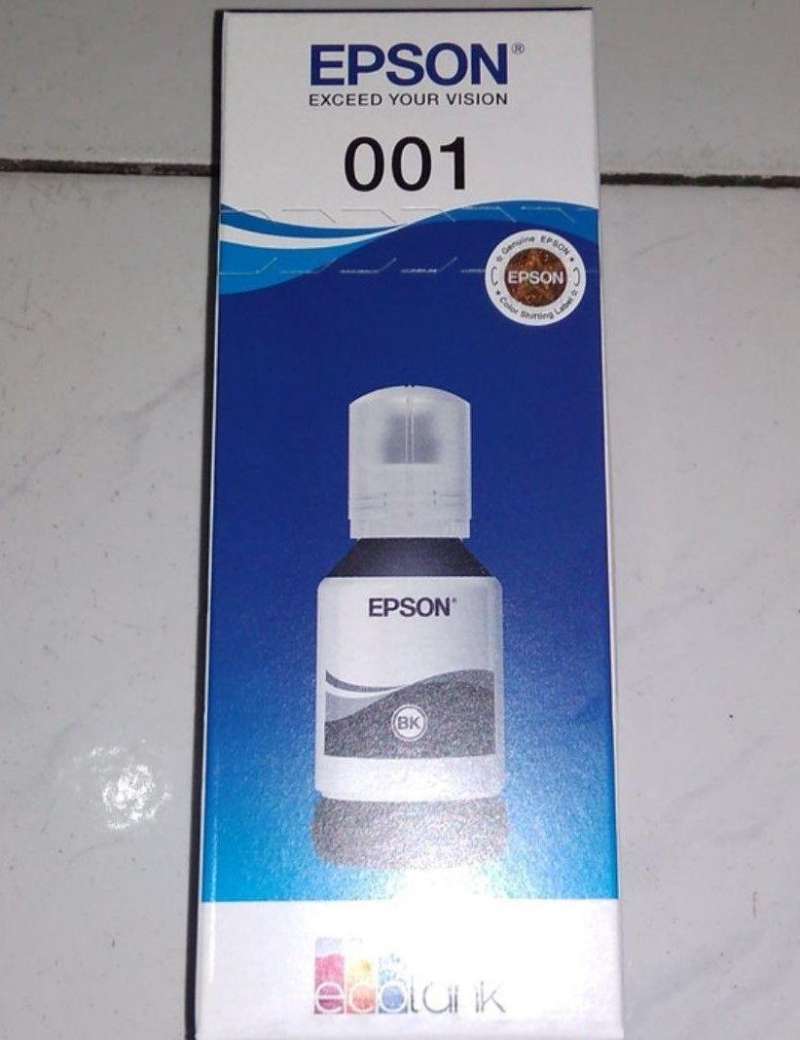 EPSON®
EXCEED YOUR VISION
001
Genuine EPSON
EPSON
Color Shifting Label
EPSON®
BK
ecotank